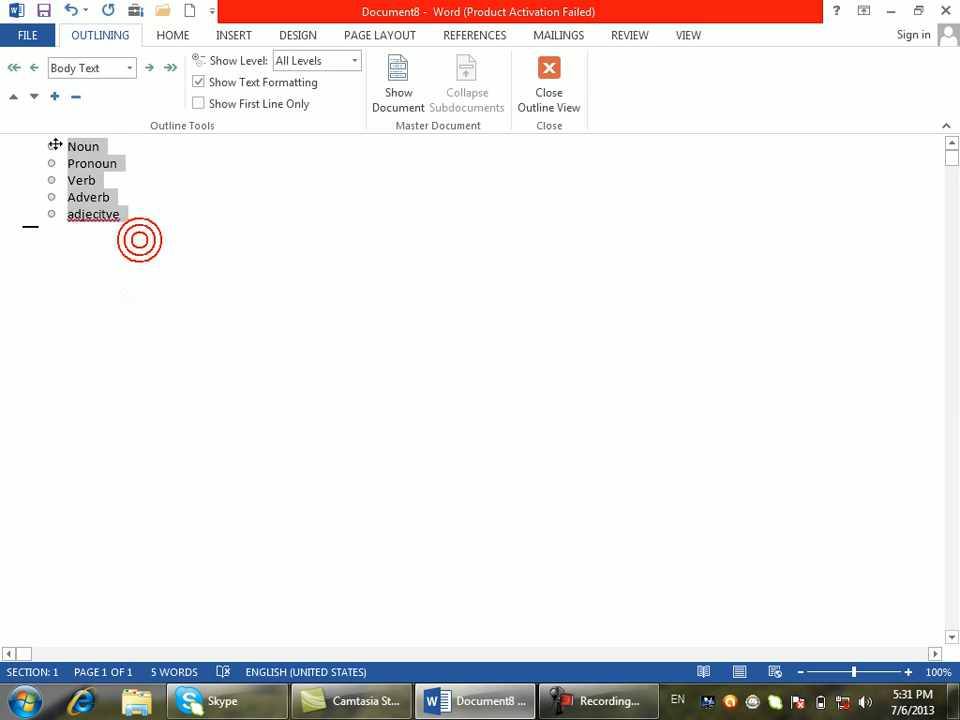 Document8 - Word (Product Activation Failed)
FILE OUTLINING HOME INSERT DESIGN PAGE LAYOUT REFERENCES MAILINGS REVIEW VIEW Sign in
Body Text
Show Level: All Levels
Show Text Formatting
Show First Line Only
Show Document
Collapse Subdocuments
Close Outline View
Outline Tools Master Document Close
Noun
Pronoun
Verb
Adverb
adjecitve
SECTION: 1 PAGE 1 OF 1 5 WORDS ENGLISH (UNITED STATES) 100%
Skype Camtasia St... Document8 ... Recording... EN 5:31 PM
7/6/2013